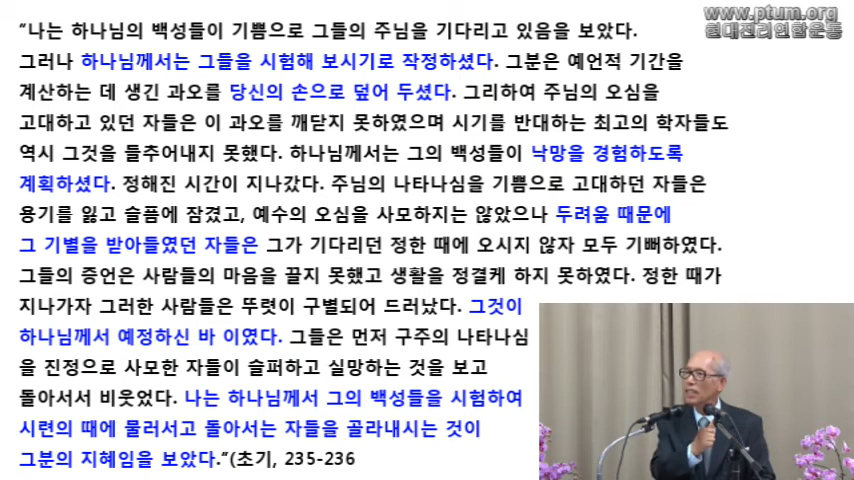 www.ptum.org
현대진리연합운동
“나는 하나님의 백성들이 기쁨으로 그들의 주님을 기다리고 있음을 보았다.
그러나 하나님께서는 그들을 시험해 보시기로 작정하셨다. 그분은 예언적 기간을
계산하는 데 생긴 과오를 당신의 손으로 덮어 두셨다. 그리하여 주님의 오심을
고대하고 있던 자들은 이 과오를 깨닫지 못하였으며 시기를 반대하는 최고의 학자들도
역시 그것을 들추어내지 못했다. 하나님께서는 그의 백성들이 낙망을 경험하도록
계획하셨다. 정해진 시간이 지나갔다. 주님의 나타나심을 기쁨으로 고대하던 자들은
용기를 잃고 슬픔에 잠겼고, 예수의 오심을 사모하지는 않았으나 두려움 때문에
그 기별을 받아들였던 자들은 그가 기다리던 정한 때에 오시지 않자 모두 기뻐하였다.
그들의 증언은 사람들의 마음을 끌지 못했고 생활을 정결케 하지 못하였다. 정한 때가
지나가자 그러한 사람들은 뚜렷이 구별되어 드러났다. 그것이
하나님께서 예정하신 바 이였다. 그들은 먼저 구주의 나타나심
을 진정으로 사모한 자들이 슬퍼하고 실망하는 것을 보고
돌아서서 비웃었다. 나는 하나님께서 그의 백성들을 시험하여
시련의 때에 물러서고 돌아서는 자들을 골라내시는 것이
그분의 지혜임을 보았다.”(초기, 235-236